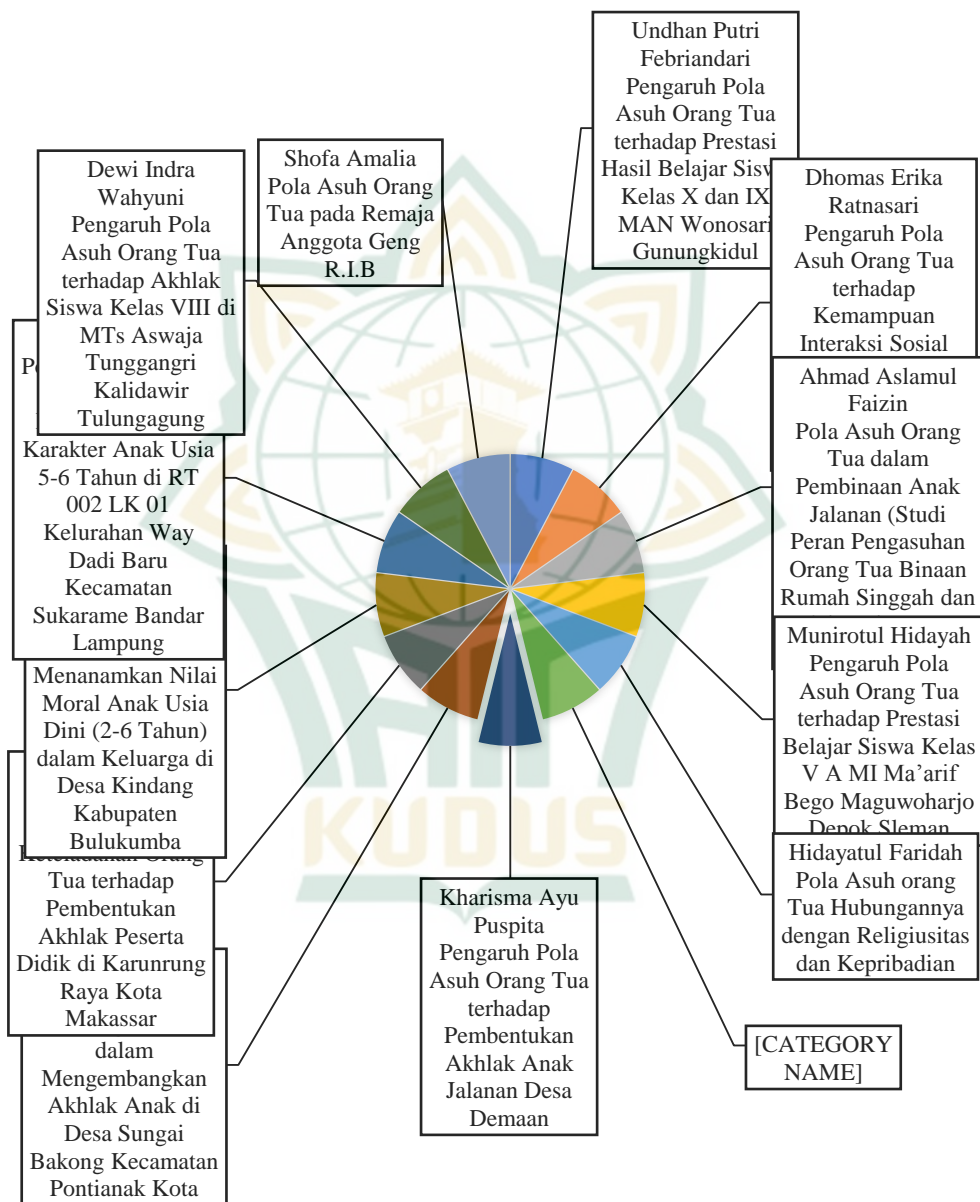 Undhan Putri
Febriandari
Pengaruh Pola
Asuh Orang Tua
terhadap Prestasi
Hasil Belajar Sisw
Kelas X dan IX
MAN Wonosari
Gunungkidul
Dhomas Erika
Ratnasari
Pengaruh Pola
Asuh Orang Tua
terhadap
Kemampuan
Interaksi Sosial
Ahmad Aslamul
Faizin
Pola Asuh Orang
Tua dalam
Pembinaan Anak
Jalanan (Studi
Peran Pengasuhan
Orang Tua Binaan
Rumah Singgah dan
Munirotul Hidayah
Pengaruh Pola
Asuh Orang Tua
terhadap Prestasi
Belajar Siswa Kelas
V A MI Ma’arif
Bego Maguwoharjo
Depok Sleman
Hidayatul Faridah
Pola Asuh orang
Tua Hubungannya
dengan Religiusitas
dan Kepribadian
[CATEGORY
NAME]
Kharisma Ayu
Puspita
Pengaruh Pola
Asuh Orang Tua
terhadap
Pembentukan
Akhlak Anak
Jalanan Desa
Demaan
dalam
Mengembangkan
Akhlak Anak di
Desa Sungai
Bakong Kecamatan
Pontianak Kota
Keteladanan Orang
Tua terhadap
Pembentukan
Akhlak Peserta
Didik di Karunrung
Raya Kota
Makassar
Menanamkan Nilai
Moral Anak Usia
Dini (2-6 Tahun)
dalam Keluarga di
Desa Kindang
Kabupaten
Bulukumba
Karakter Anak Usia
5-6 Tahun di RT
002 LK 01
Kelurahan Way
Dadi Baru
Kecamatan
Sukarame Bandar
Lampung
Dewi Indra
Wahyuni
Pengaruh Pola
Asuh Orang Tua
terhadap Akhlak
Siswa Kelas VIII di
MTs Aswaja
Tunggangri
Kalidawir
Tulungagung
Shofa Amalia
Pola Asuh Orang
Tua pada Remaja
Anggota Geng
R.I.B
KUDUS